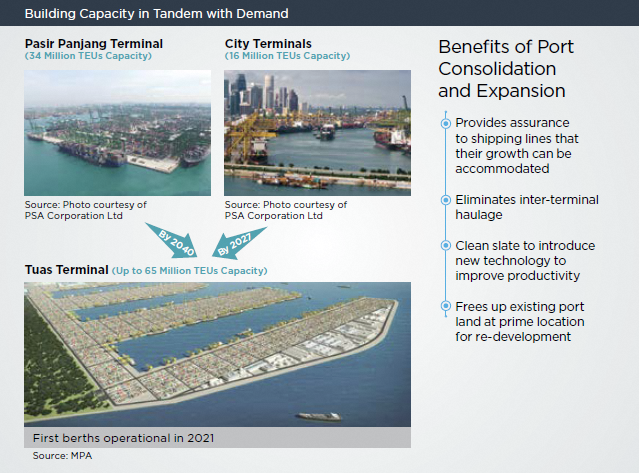 Building Capacity in Tandem with Demand
Pasir Panjang Terminal
(34 Million TEUs Capacity)
City Terminals
(16 Million TEUs Capacity)
Source: Photo courtesy of
PSA Corporation Ltd
Source: Photo courtesy of
PSA Corporation Ltd
By 2040
By 2027
Tuas Terminal (Up to 65 Million TEUs Capacity)
First berths operational in 2021
Source: MPA
Benefits of Port
Consolidation
and Expansion
Provides assurance
to shipping lines that
their growth can be
accommodated
Eliminates inter-terminal
haulage
Clean slate to introduce
new technology to
improve productivity
Frees up existing port
land at prime location
for re-development